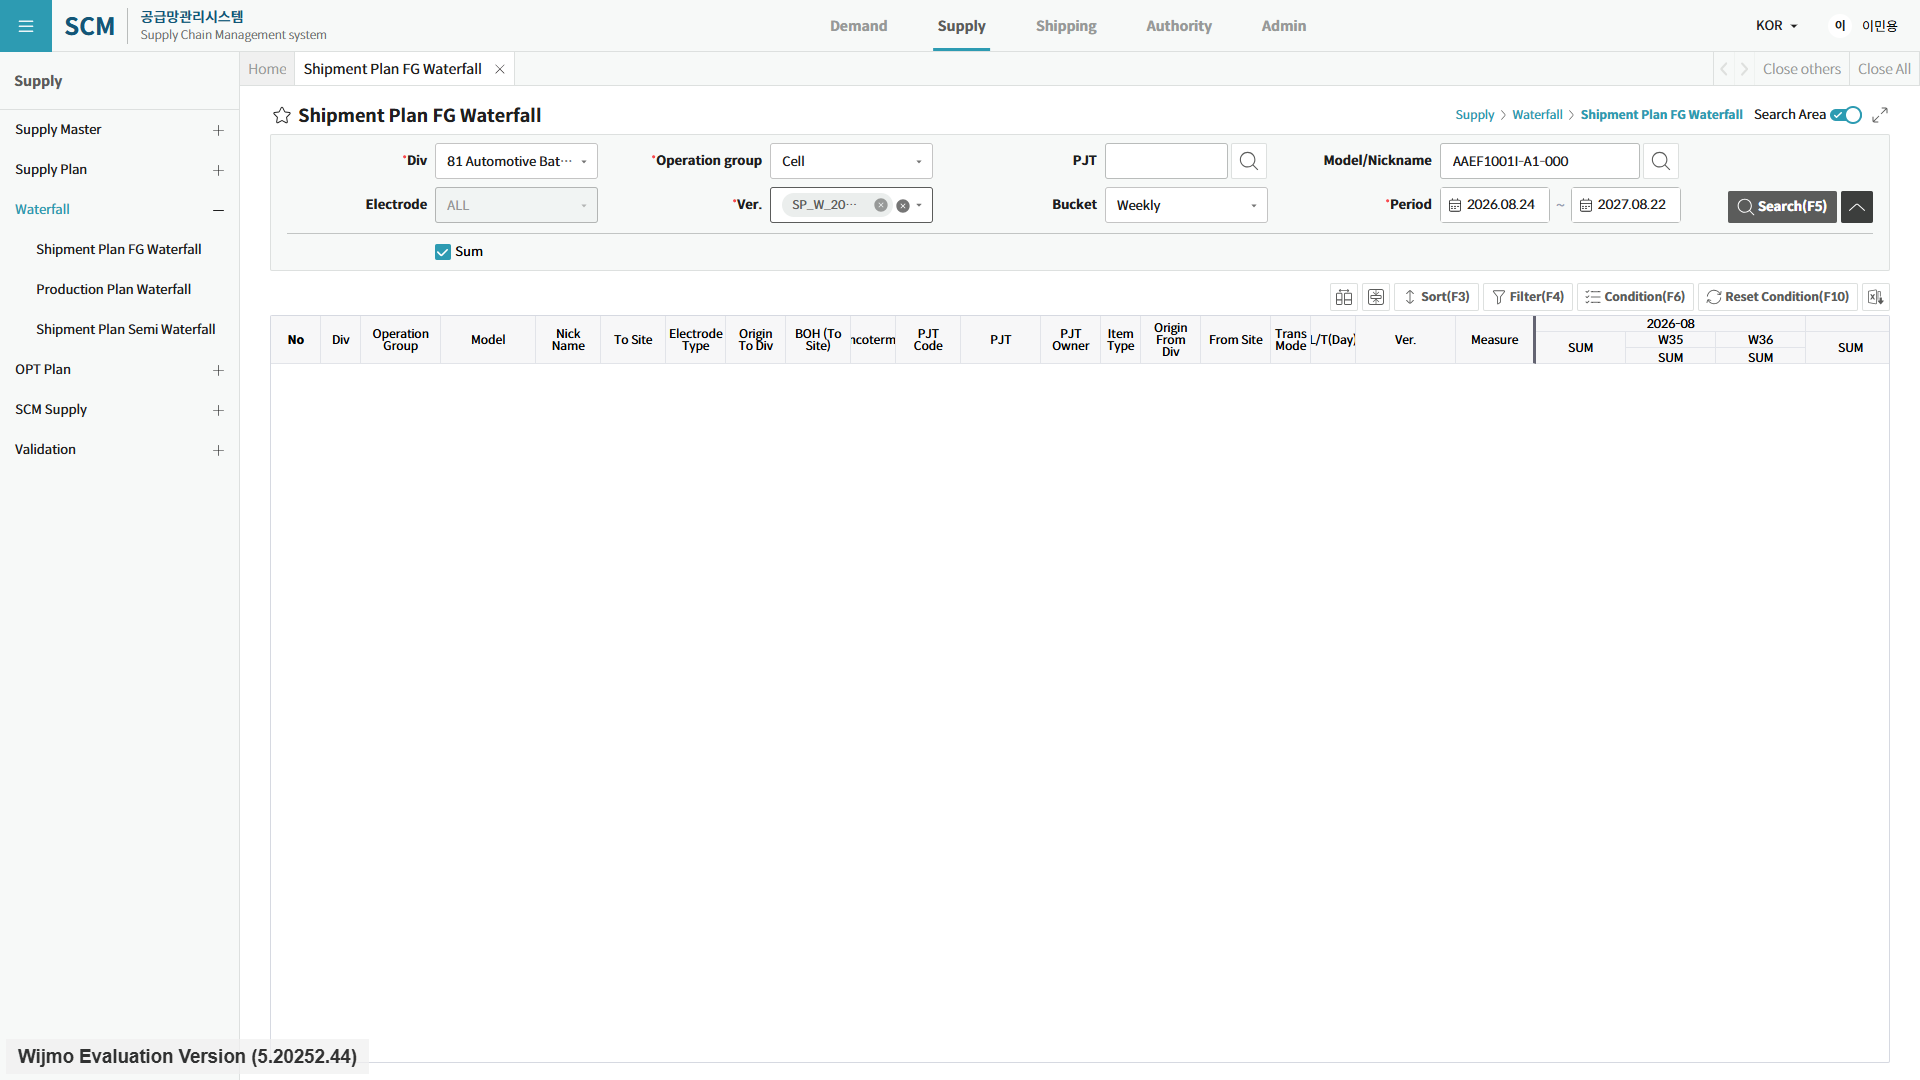 SCM
공급망관리시스템
Supply Chain Management system
Demand
Supply
Shipping
Authority
Admin
KOR
이
이민용
Supply
Home
Shipment Plan FG Waterfall
Close others
Close All
Supply Master
Supply Plan
Waterfall
Shipment Plan FG Waterfall
Production Plan Waterfall
Shipment Plan Semi Waterfall
OPT Plan
SCM Supply
Validation
Shipment Plan FG Waterfall
Supply > Waterfall > Shipment Plan FG Waterfall
Search Area
*Div
81 Automotive Bat···
*Operation group
Cell
PJT
Model/Nickname
AAEF1001I-A1-000
Electrode
ALL
*Ver.
SP_W_20···
Bucket
Weekly
*Period
2026.08.24 ~ 2027.08.22
Search(F5)
Sum
Sort(F3)
Filter(F4)
Condition(F6)
Reset Condition(F10)
No
Div
Operation Group
Model
Nick Name
To Site
Electrode Type
Origin To Div
BOH (To Site)
ncoterm
PJT Code
PJT
PJT Owner
Item Type
Origin From Div
From Site
Trans Mode
L/T(Day)
Ver.
Measure
2026-08
SUM
W35
SUM
W36
SUM
SUM
Wijmo Evaluation Version (5.20252.44)